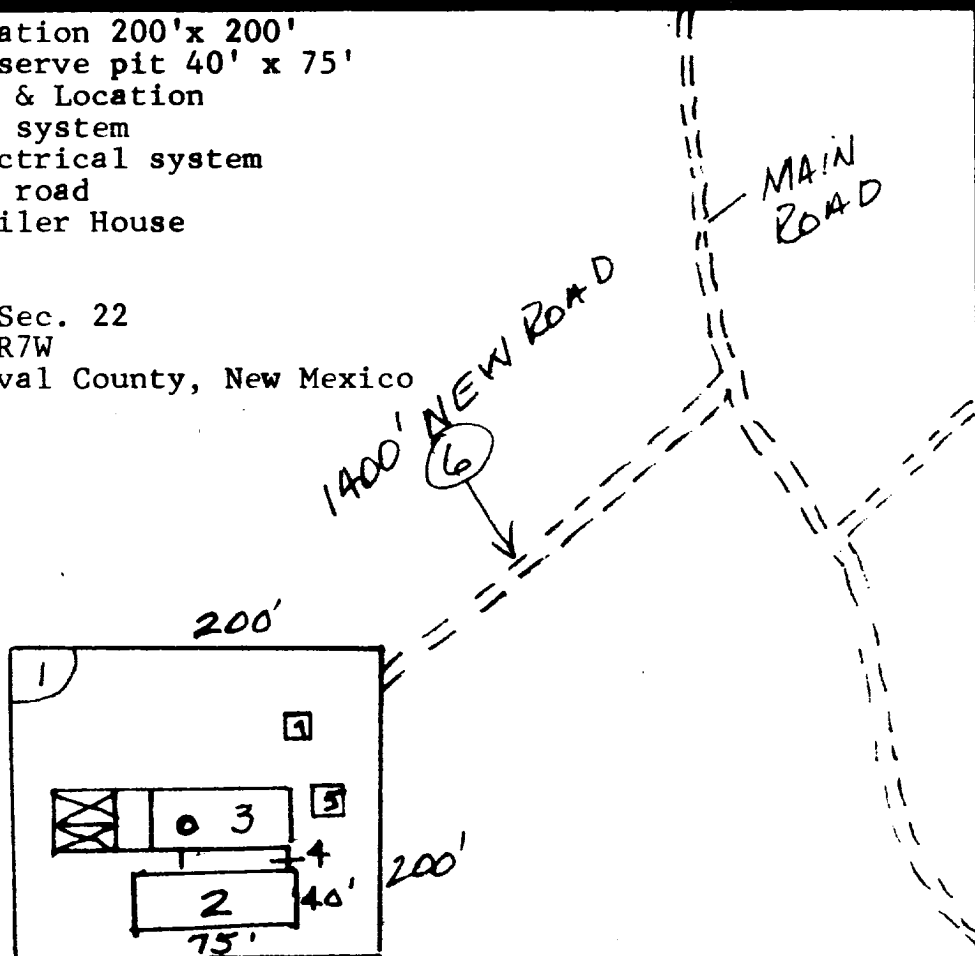 ation 200'x 200'
serve pit 40' x 75'
& Location
system
ctrical system
road
iler House
Sec. 22
R7W
val County, New Mexico
MAIN
ROAD
1400' NEW ROAD
6
200'
1
5
3
4
200'
2
40'
75'